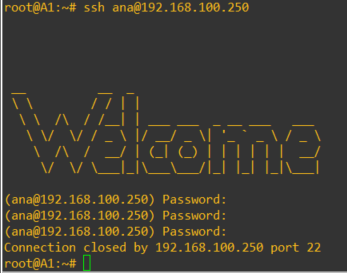 root@A1:~# ssh ana@192.168.100.250
Welcome
(ana@192.168.100.250) Password:
(ana@192.168.100.250) Password:
(ana@192.168.100.250) Password:
Connection closed by 192.168.100.250 port 22
root@A1:~#